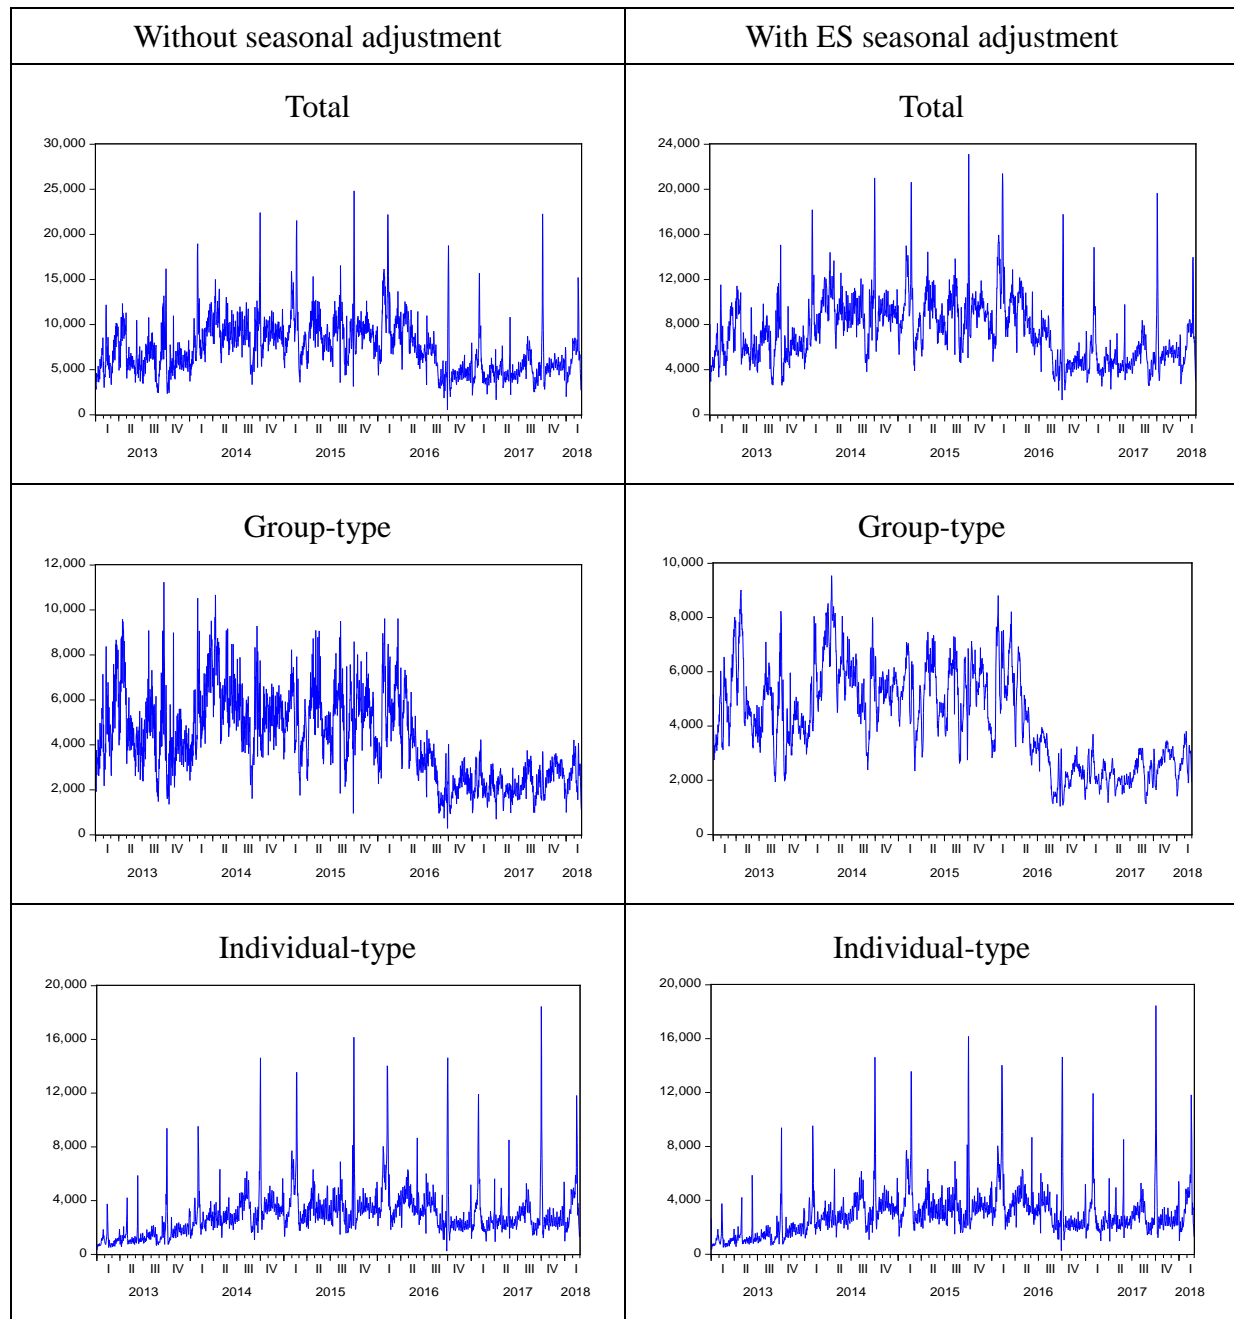 Without seasonal adjustment
With ES seasonal adjustment
Total
30,000
25,000
20,000
15,000
10,000
5,000
0
I II III IV I II III IV I II III IV I II III IV I II III IV I
2013 2014 2015 2016 2017 2018
Total
24,000
20,000
16,000
12,000
8,000
4,000
0
I II III IV I II III IV I II III IV I II III IV I II III IV I
2013 2014 2015 2016 2017 2018
Group-type
12,000
10,000
8,000
6,000
4,000
2,000
0
I II III IV I II III IV I II III IV I II III IV I II III IV I
2013 2014 2015 2016 2017 2018
Group-type
10,000
8,000
6,000
4,000
2,000
0
I II III IV I II III IV I II III IV I II III IV I II III IV I
2013 2014 2015 2016 2017 2018
Individual-type
20,000
16,000
12,000
8,000
4,000
0
I II III IV I II III IV I II III IV I II III IV I II III IV I
2013 2014 2015 2016 2017 2018
Individual-type
20,000
16,000
12,000
8,000
4,000
0
I II III IV I II III IV I II III IV I II III IV I II III IV I
2013 2014 2015 2016 2017 2018